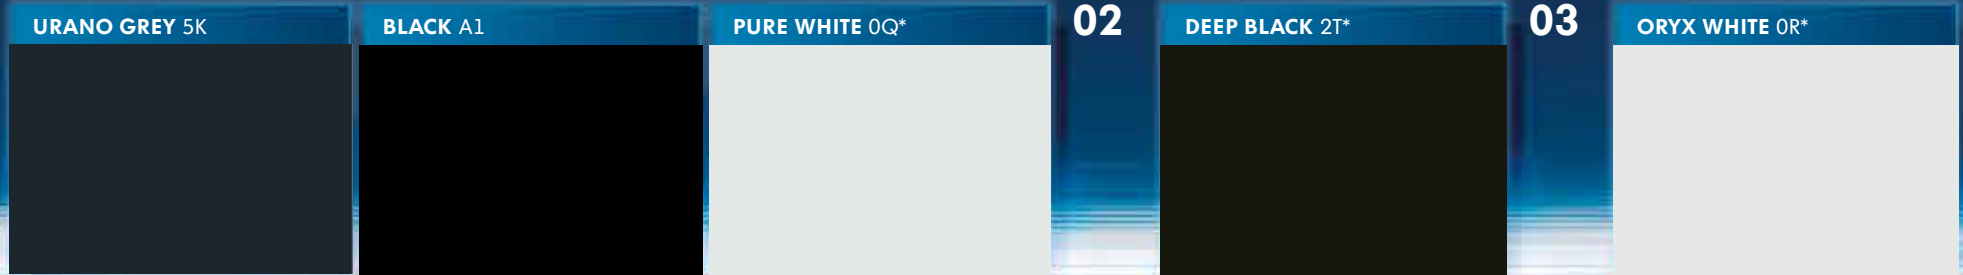 URANO GREY 5K
BLACK A1
PURE WHITE 0Q*
02
DEEP BLACK 2T*
03
ORYX WHITE 0R*